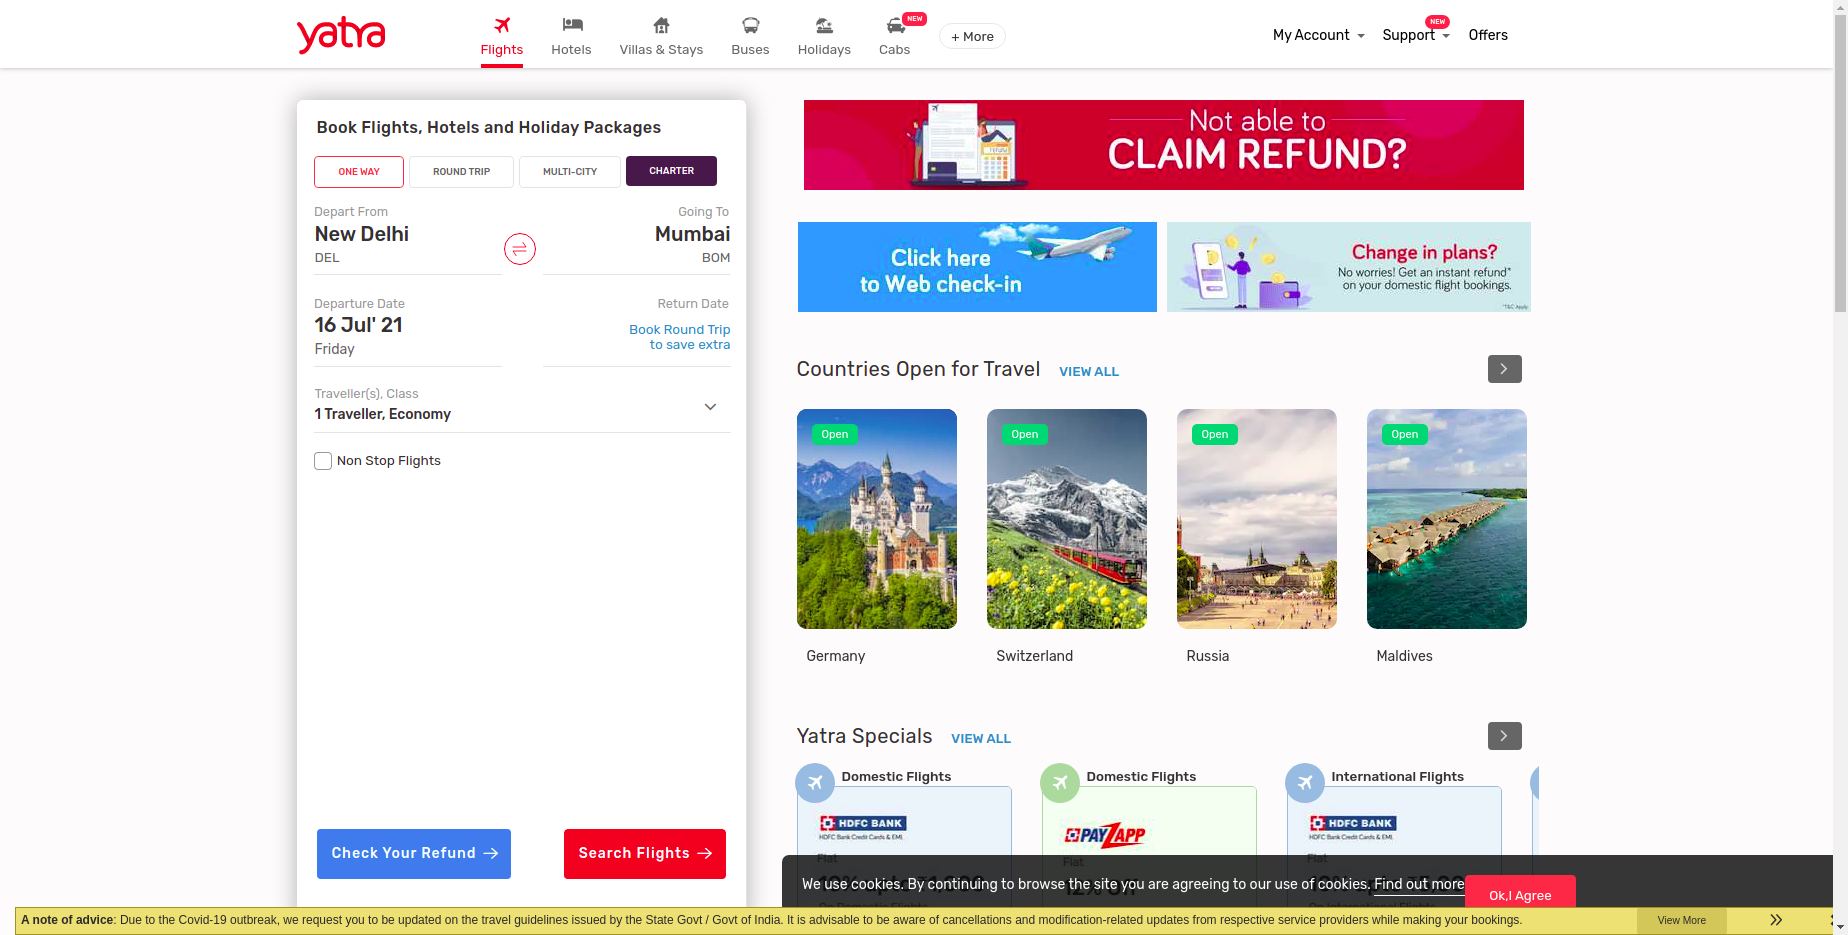 yatra
Flights
Hotels
Villas & Stays
Buses
Holidays
NEW
Cabs
+ More
My Account
NEW
Support
Offers
Book Flights, Hotels and Holiday Packages
ONE WAY
ROUND TRIP
MULTI-CITY
CHARTER
Depart From
New Delhi
DEL
Going To
Mumbai
BOM
Departure Date
16 Jul' 21
Friday
Return Date
Book Round Trip
to save extra
Traveller(s), Class
1 Traveller, Economy
Non Stop Flights
Check Your Refund
Search Flights
Not able to
CLAIM REFUND?
Click here
to Web check-in
Change in plans?
No worries! Get an instant refund*
on your domestic flight bookings.
*T&C Apply
Countries Open for Travel
VIEW ALL
Open
Open
Open
Open
Germany
Switzerland
Russia
Maldives
Yatra Specials
VIEW ALL
Domestic Flights
HDFC BANK
HDFC Bank Credit Cards & EMI
Flat
Domestic Flights
PAYZAPP
Flat
12% Off
International Flights
HDFC BANK
HDFC Bank Credit Cards & EMI
Flat
We use cookies. By continuing to browse the site you are agreeing to our use of cookies. Find out more
Ok,I Agree
A note of advice: Due to the Covid-19 outbreak, we request you to be updated on the travel guidelines issued by the State Govt / Govt of India. It is advisable to be aware of cancellations and modification-related updates from respective service providers while making your bookings.
View More